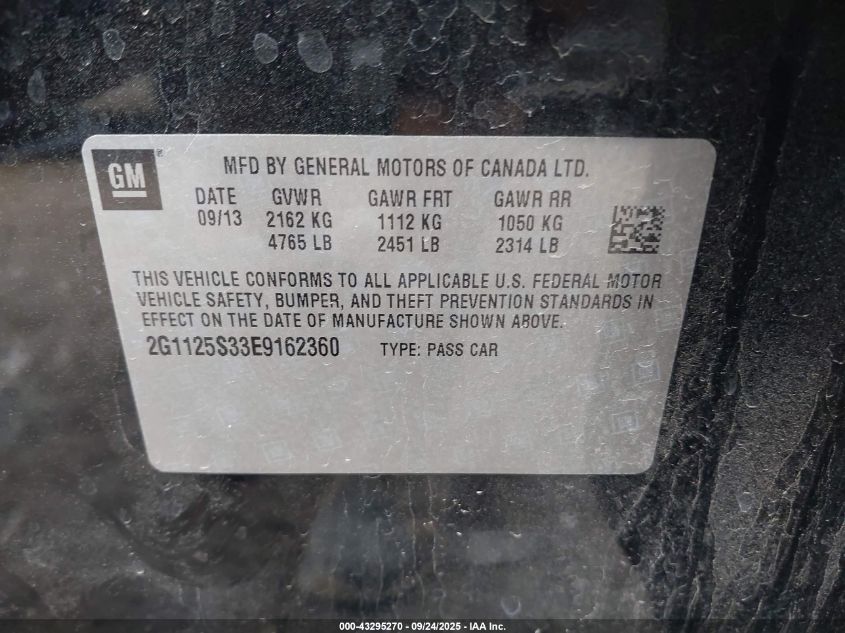 GM
MFD BY GENERAL MOTORS OF CANADA LTD.
DATE GVWR GAWR FRT GAWR RR
09/13 2162 KG 1112 KG 1050 KG
4765 LB 2451 LB 2314 LB
THIS VEHICLE CONFORMS TO ALL APPLICABLE U.S. FEDERAL MOTOR
VEHICLE SAFETY, BUMPER, AND THEFT PREVENTION STANDARDS IN
EFFECT ON THE DATE OF MANUFACTURE SHOWN ABOVE.
2G1125S33E9162360 TYPE: PASS CAR
000-43295270 - 09/24/2025 - IAA Inc.